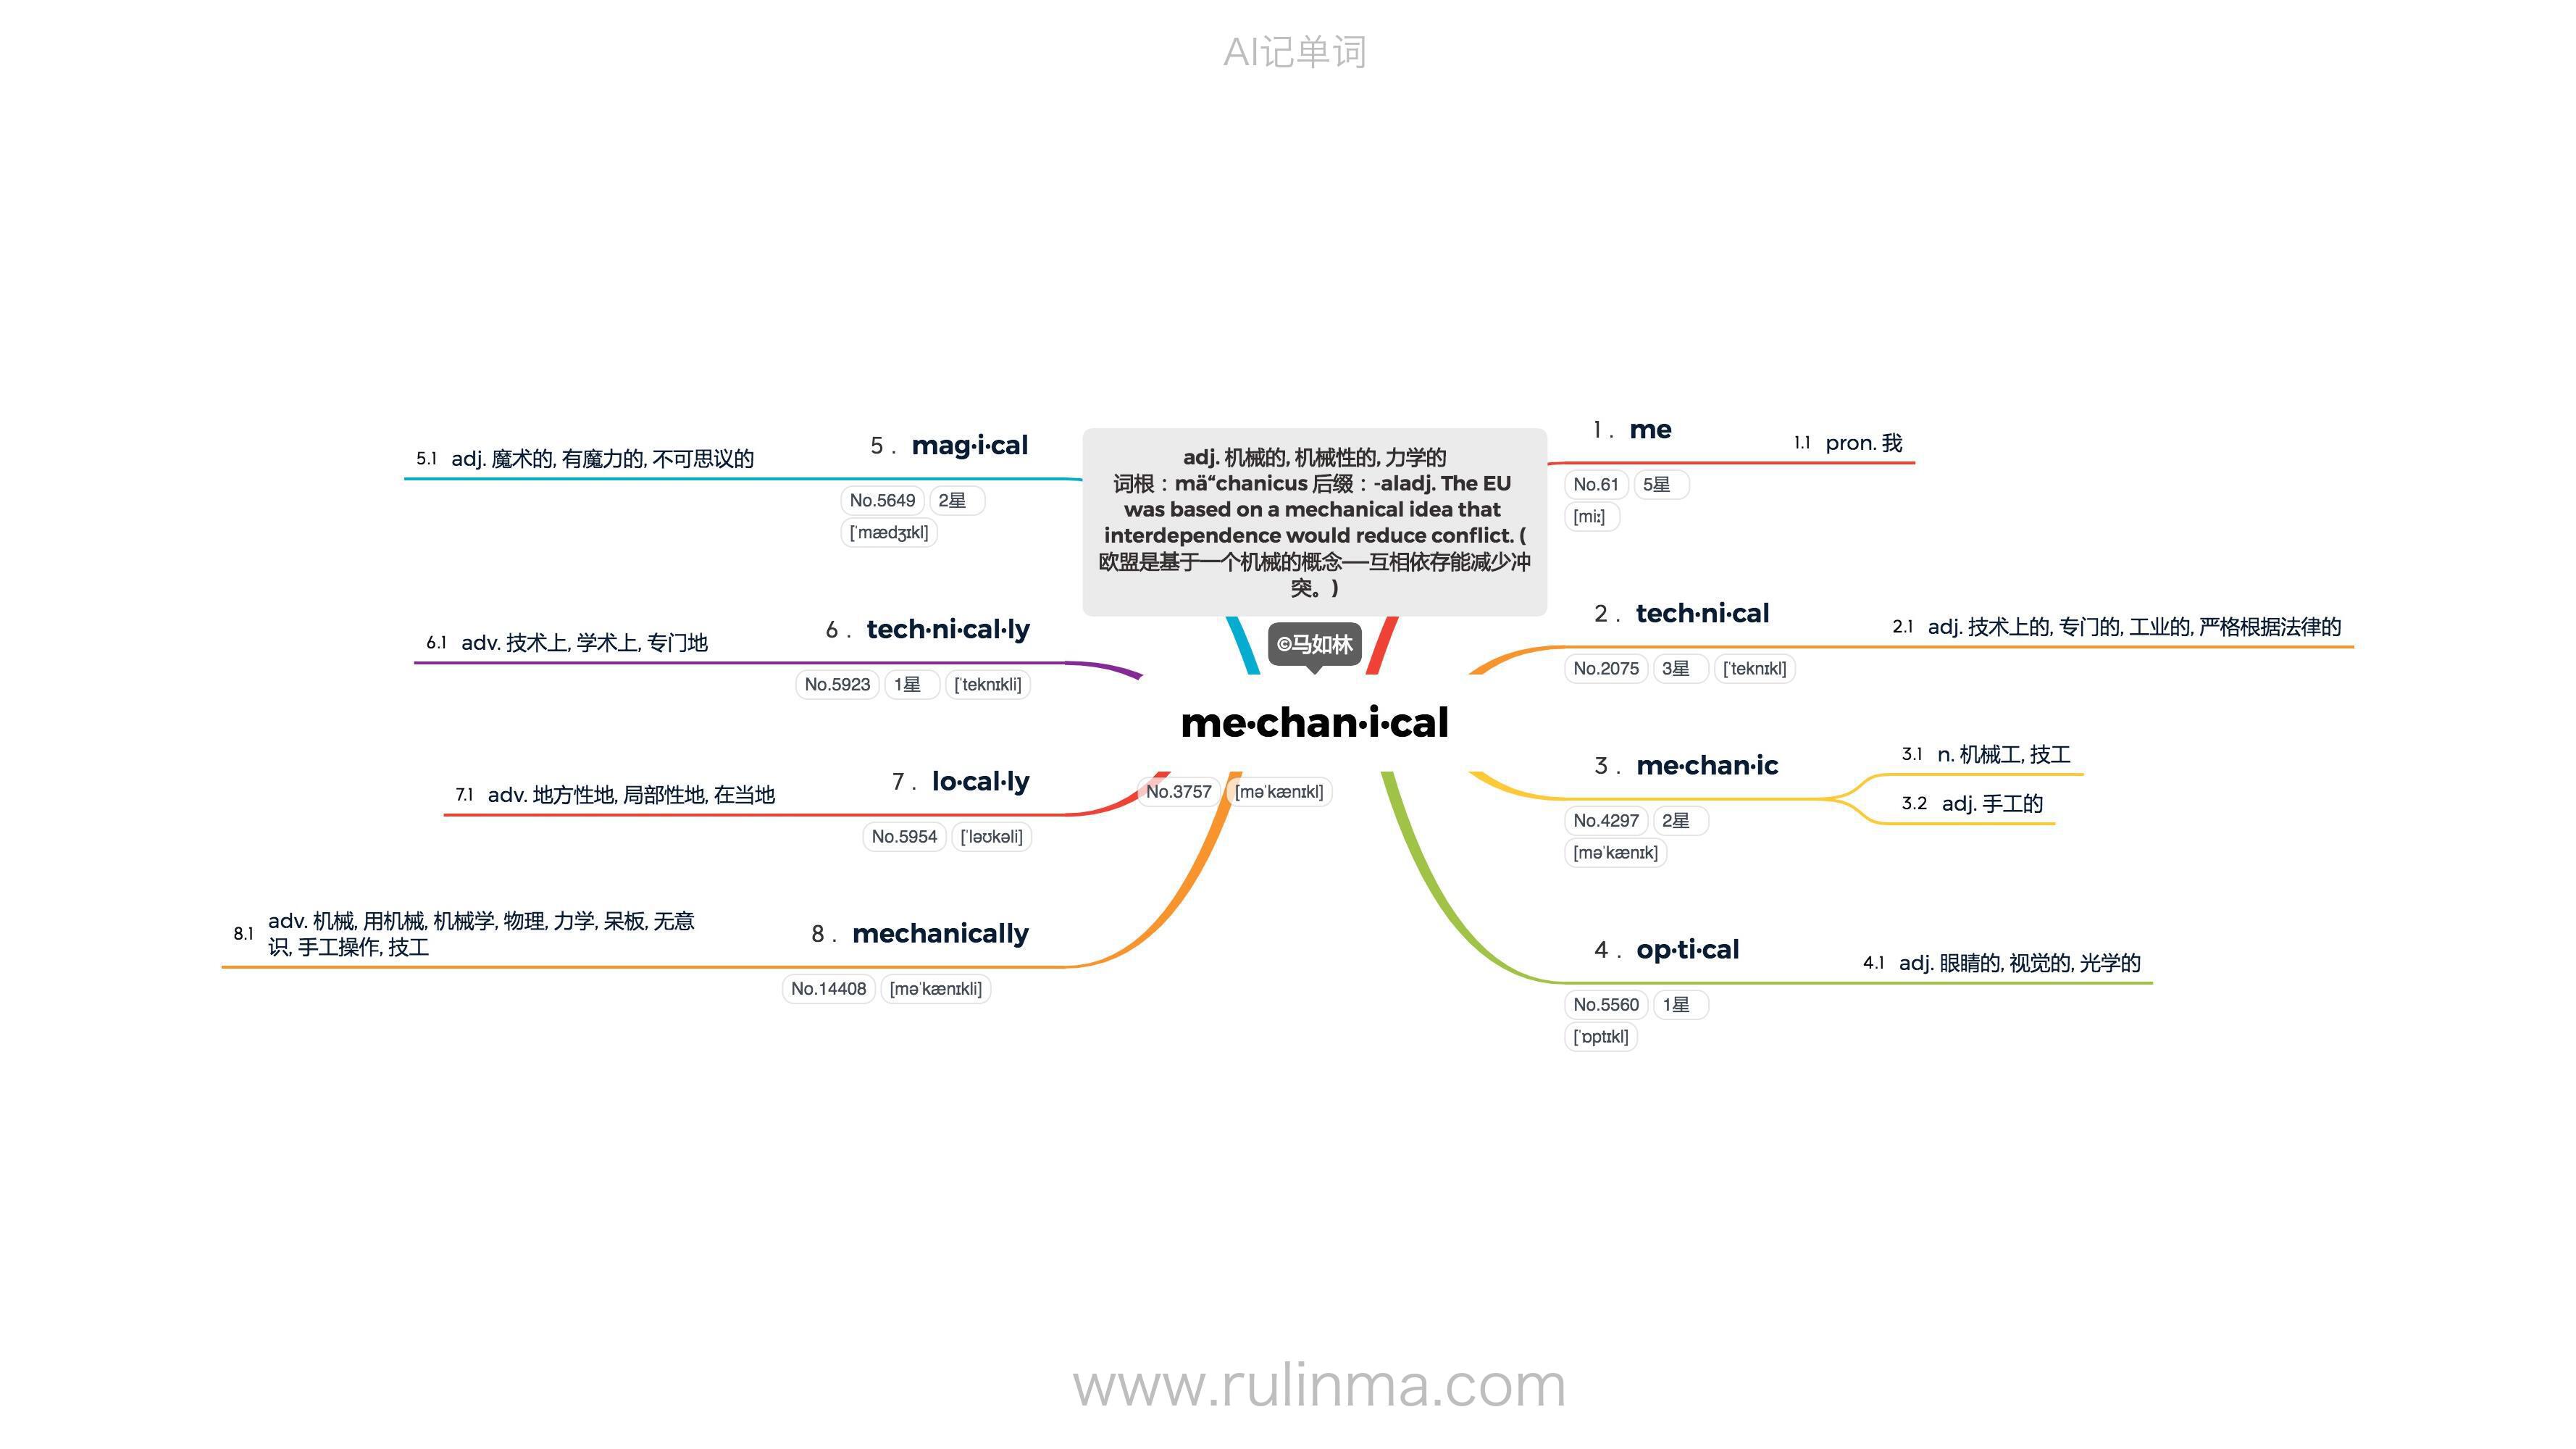 AI记单词
adj. 机械的, 机械性的, 力学的
词根：mä“chanicus 后缀：-aladj. The EU
was based on a mechanical idea that
interdependence would reduce conflict. (
欧盟是基于一个机械的概念——互相依存能减少冲
突。)
©马如林
me·chan·i·cal
No.3757 [məˈkænɪkl]
1 . me
1.1 pron. 我
No.61 5星
[miː]
2 . tech·ni·cal
2.1 adj. 技术上的, 专门的, 工业的, 严格根据法律的
No.2075 3星 [ˈteknɪkl]
3 . me·chan·ic
3.1 n. 机械工, 技工
3.2 adj. 手工的
No.4297 2星
[məˈkænɪk]
4 . op·ti·cal
4.1 adj. 眼睛的, 视觉的, 光学的
No.5560 1星
[ˈɒptɪkl]
5 . mag·i·cal
5.1 adj. 魔术的, 有魔力的, 不可思议的
No.5649 2星
[ˈmædʒɪkl]
6 . tech·ni·cal·ly
6.1 adv. 技术上, 学术上, 专门地
No.5923 1星 [ˈteknɪkli]
7 . lo·cal·ly
7.1 adv. 地方性地, 局部性地, 在当地
No.5954 [ˈləʊkəli]
8 . mechanically
8.1 adv. 机械, 用机械, 机械学, 物理, 力学, 呆板, 无意
识, 手工操作, 技工
No.14408 [məˈkænɪkli]
www.rulinma.com